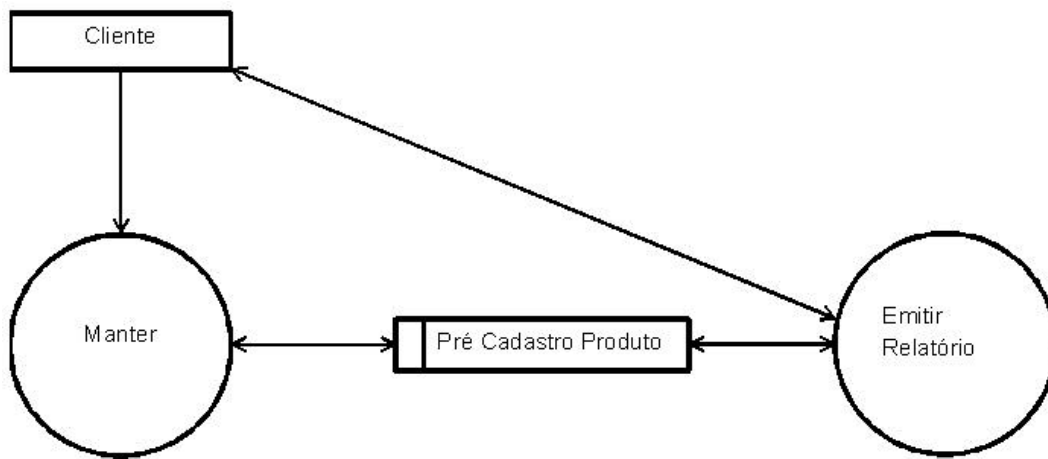 Cliente
Manter
Pré Cadastro Produto
Emitir
Relatório